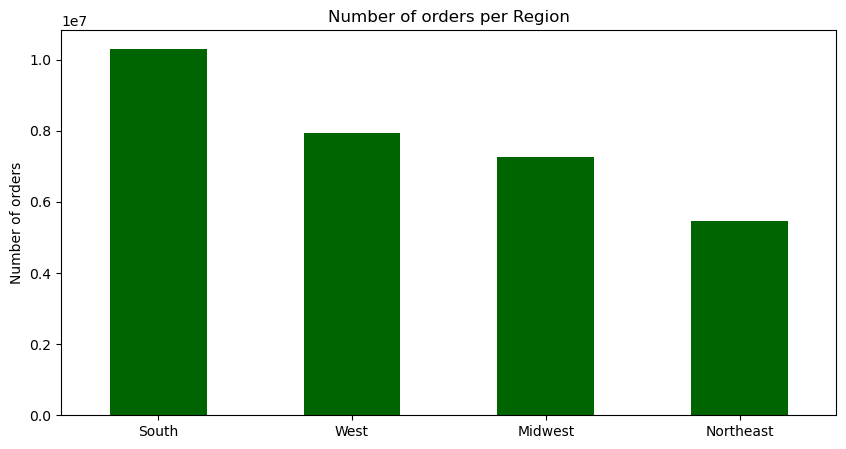 Number of orders per Region
1e7
1.0
0.8
0.6
0.4
0.2
0.0
Number of orders
South
West
Midwest
Northeast